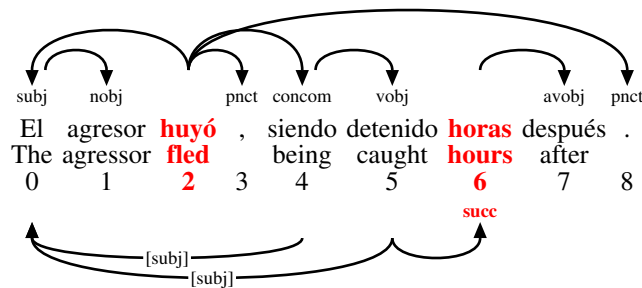 subj nobj pnct concom vobj avobj pnct
El agresor huyó , siendo detenido horas después .
The agressor fled being caught hours after
0 1 2 3 4 5 6 7 8
succ
[subj]
[subj]